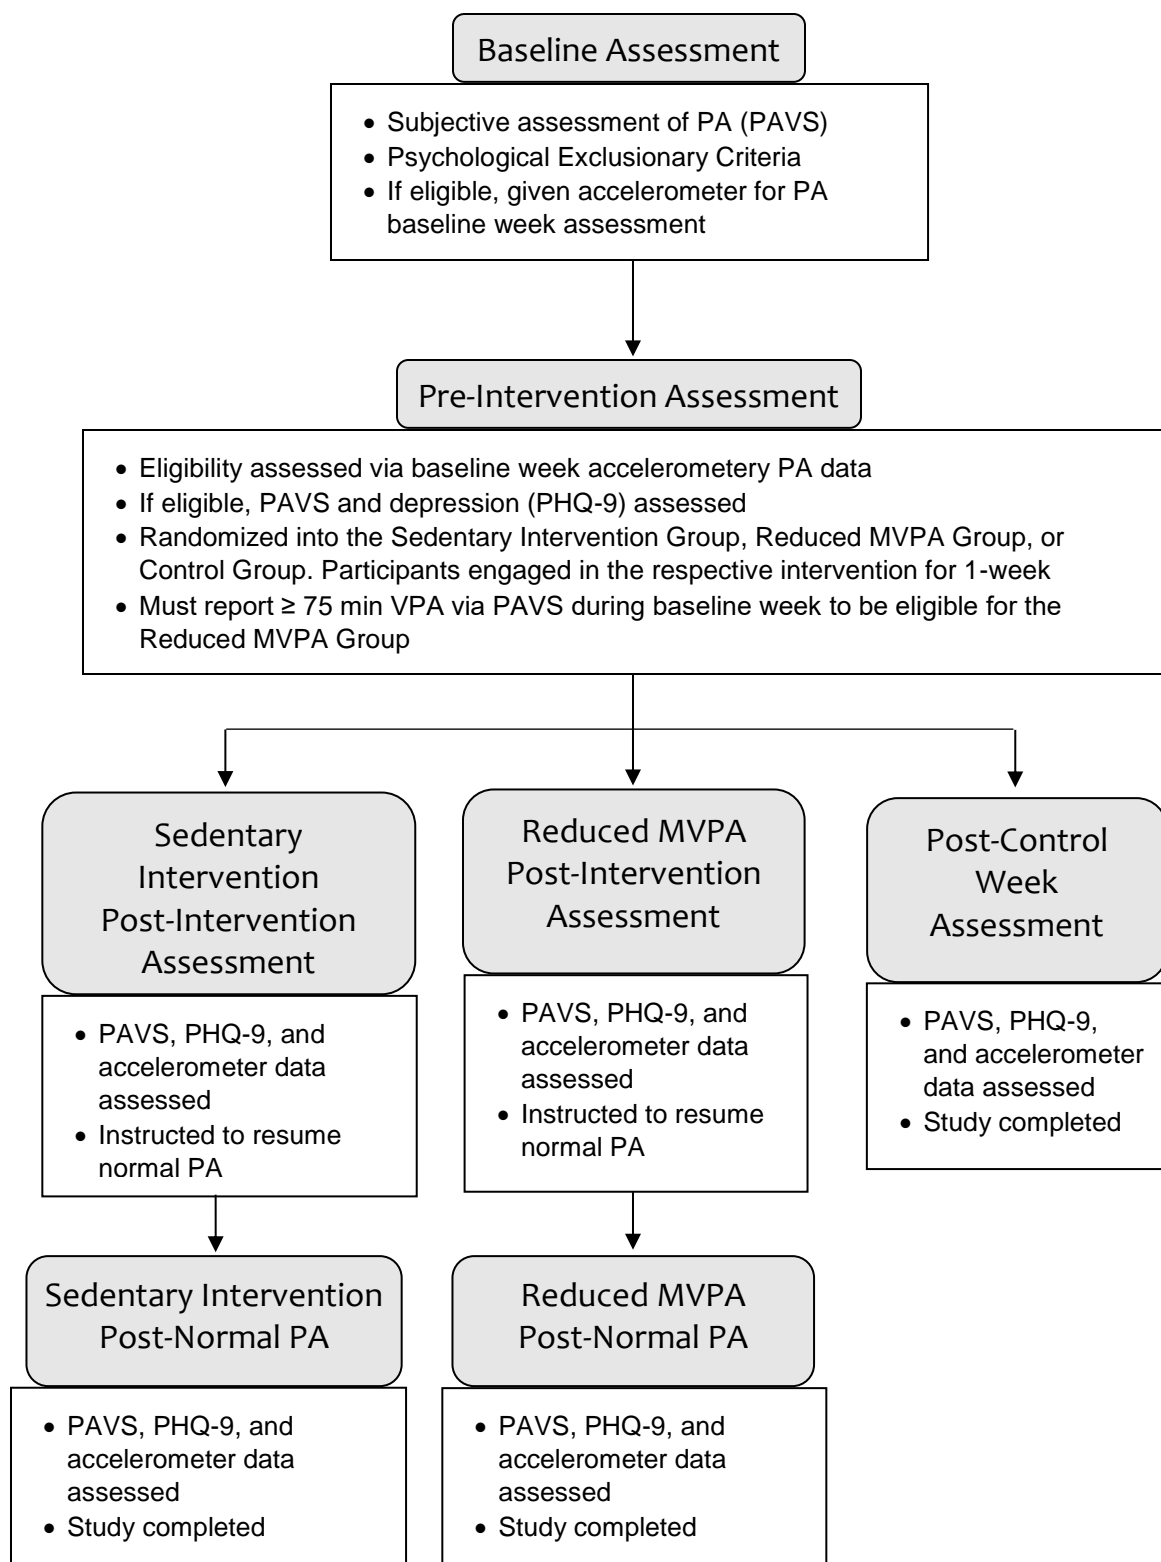 Baseline Assessment
• Subjective assessment of PA (PAVS)
• Psychological Exclusionary Criteria
• If eligible, given accelerometer for PA
baseline week assessment
Pre-Intervention Assessment
• Eligibility assessed via baseline week accelerometery PA data
• If eligible, PAVS and depression (PHQ-9) assessed
• Randomized into the Sedentary Intervention Group, Reduced MVPA Group, or
Control Group. Participants engaged in the respective intervention for 1-week
• Must report ≥ 75 min VPA via PAVS during baseline week to be eligible for the
Reduced MVPA Group
Sedentary
Intervention
Post-Intervention
Assessment
• PAVS, PHQ-9, and
accelerometer data
assessed
• Instructed to resume
normal PA
Reduced MVPA
Post-Intervention
Assessment
• PAVS, PHQ-9, and
accelerometer data
assessed
• Instructed to resume
normal PA
Post-Control
Week
Assessment
• PAVS, PHQ-9,
and accelerometer
data assessed
• Study completed
Sedentary Intervention
Post-Normal PA
• PAVS, PHQ-9, and
accelerometer data
assessed
• Study completed
Reduced MVPA
Post-Normal PA
• PAVS, PHQ-9, and
accelerometer data
assessed
• Study completed